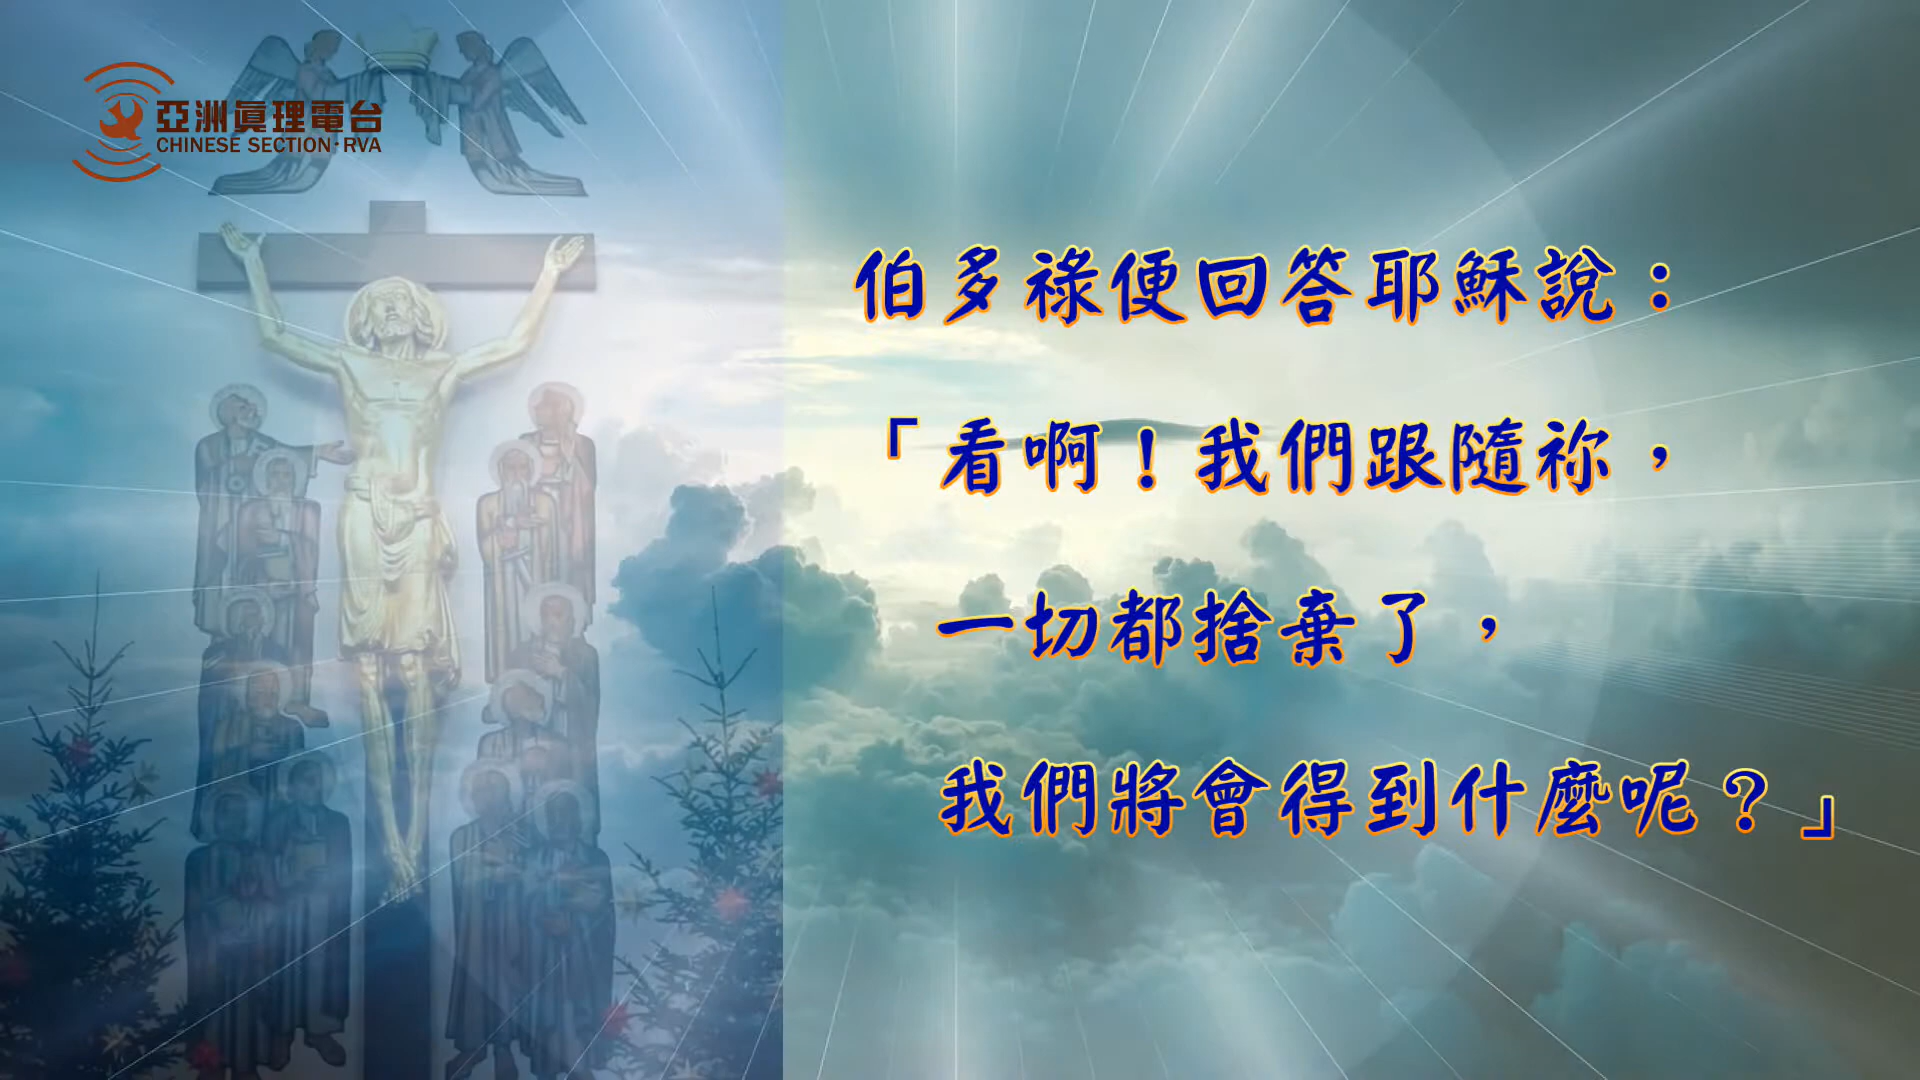 亞洲眞理電台
CHINESE SECTION·RVA
伯多祿便回答耶穌說：
「看啊！我們跟隨祢，
一切都捨棄了，
我們將會得到什麼呢？」